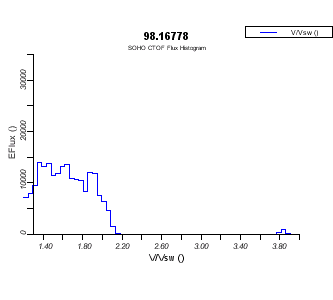 98.16778
V/Vsw ()
SOHO CTOF Flux Histogram
EFlux ()
30000
20000
10000
0
1.40 1.80 2.20 2.60 3.00 3.40 3.80
V/Vsw ()